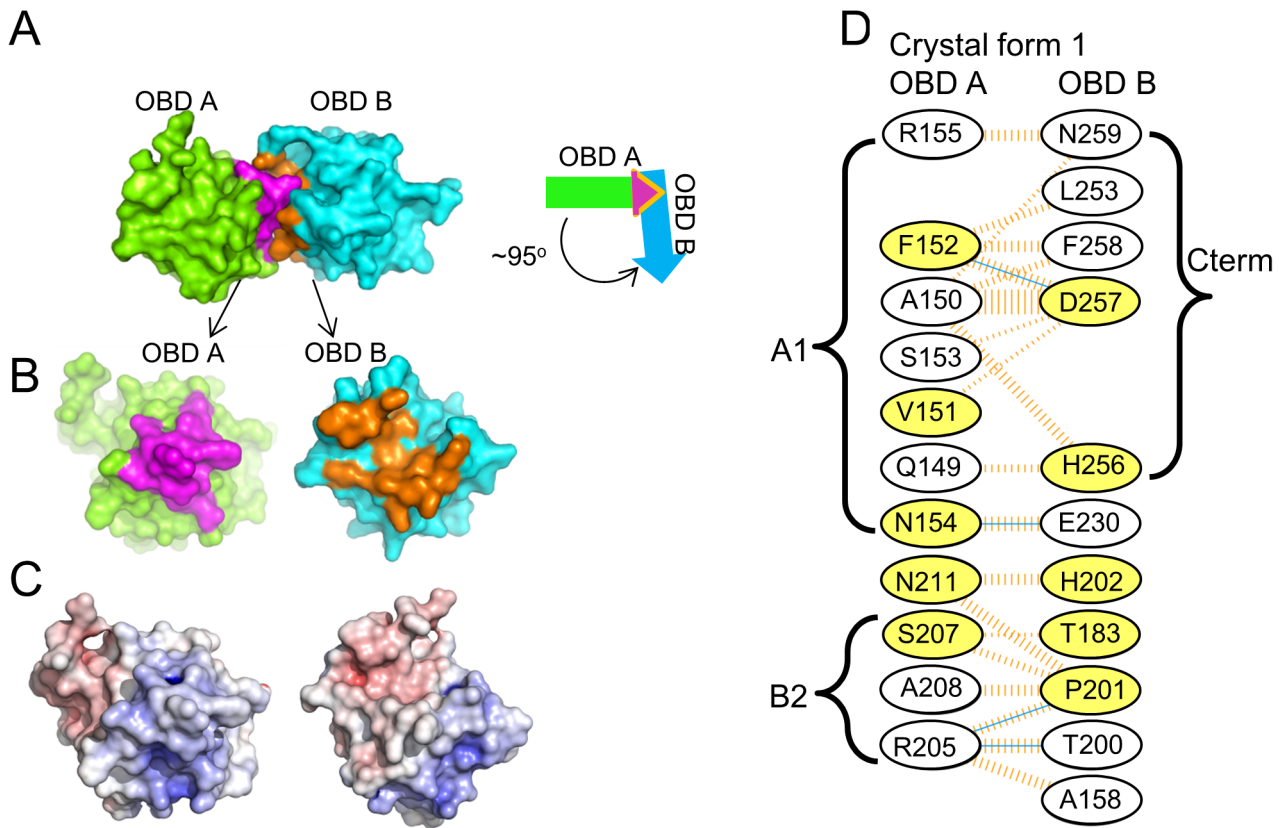 A
OBD A
OBD B
OBD A
OBD B
~95º
B
OBD A
OBD B
C
D
Crystal form 1
OBD A OBD B
R155 N259
L253
F152 F258
A150 D257
Cterm
S153
A1
V151
Q149 H256
N154 E230
N211 H202
S207 T183
B2
A208 P201
R205 T200
A158